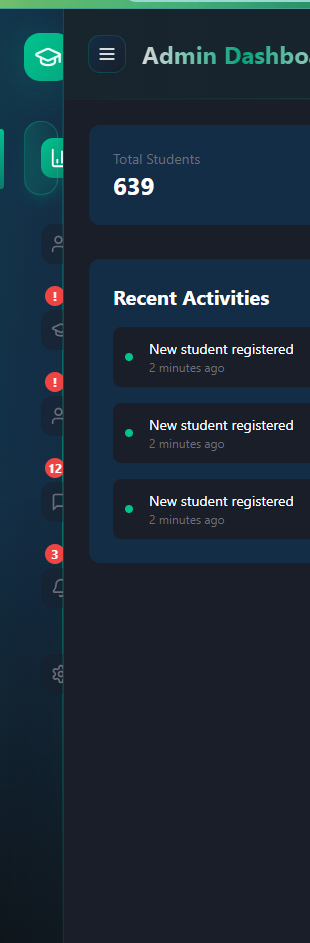 Admin Dashbo
Total Students
639
Recent Activities
New student registered
2 minutes ago
New student registered
2 minutes ago
New student registered
2 minutes ago
!
!
12
3